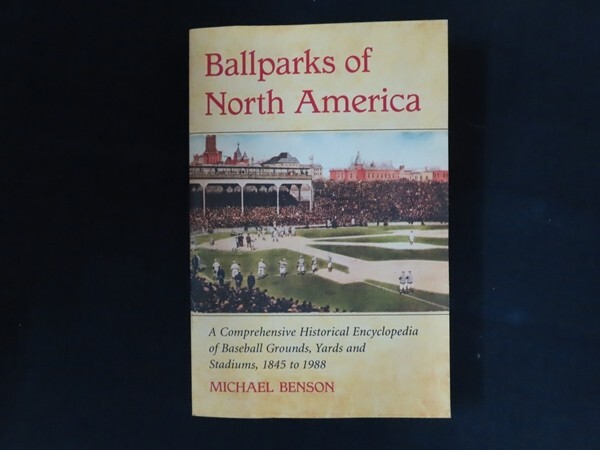 Ballparks of
North America
A Comprehensive Historical Encyclopedia
of Baseball Grounds, Yards and
Stadiums, 1845 to 1988
MICHAEL BENSON